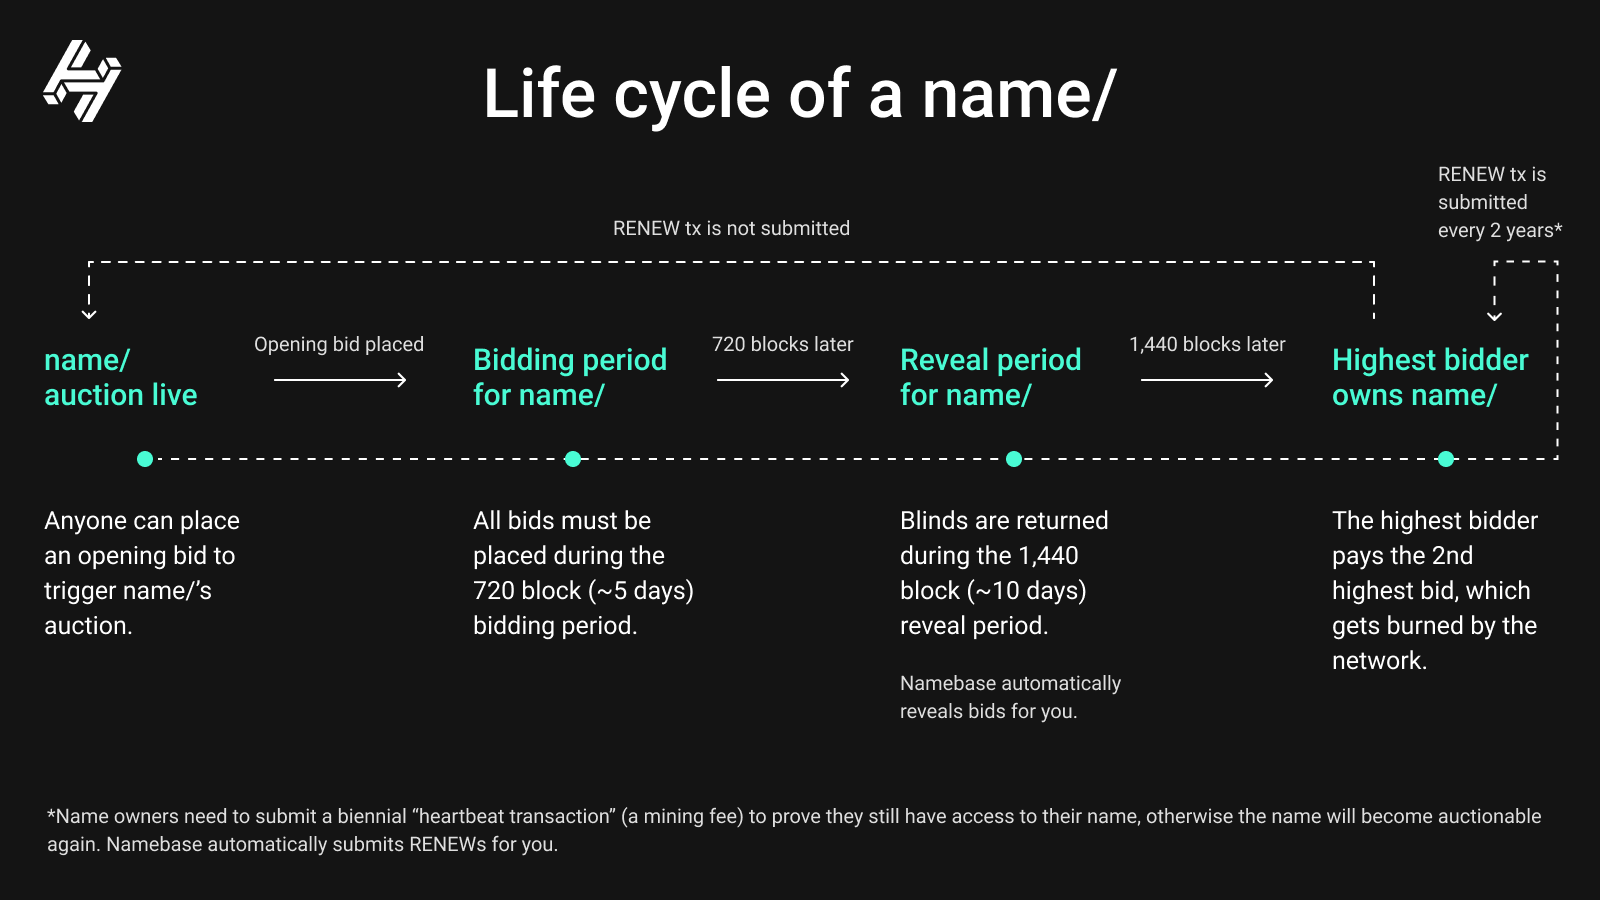 Life cycle of a name/
RENEW tx is
submitted
every 2 years*
RENEW tx is not submitted
name/
auction live
Opening bid placed
Bidding period
for name/
720 blocks later
Reveal period
for name/
1,440 blocks later
Highest bidder
owns name/
Anyone can place
an opening bid to
trigger name/’s
auction.
All bids must be
placed during the
720 block (~5 days)
bidding period.
Blinds are returned
during the 1,440
block (~10 days)
reveal period.
Namebase automatically
reveals bids for you.
The highest bidder
pays the 2nd
highest bid, which
gets burned by the
network.
*Name owners need to submit a biennial “heartbeat transaction” (a mining fee) to prove they still have access to their name, otherwise the name will become auctionable
again. Namebase automatically submits RENEWs for you.